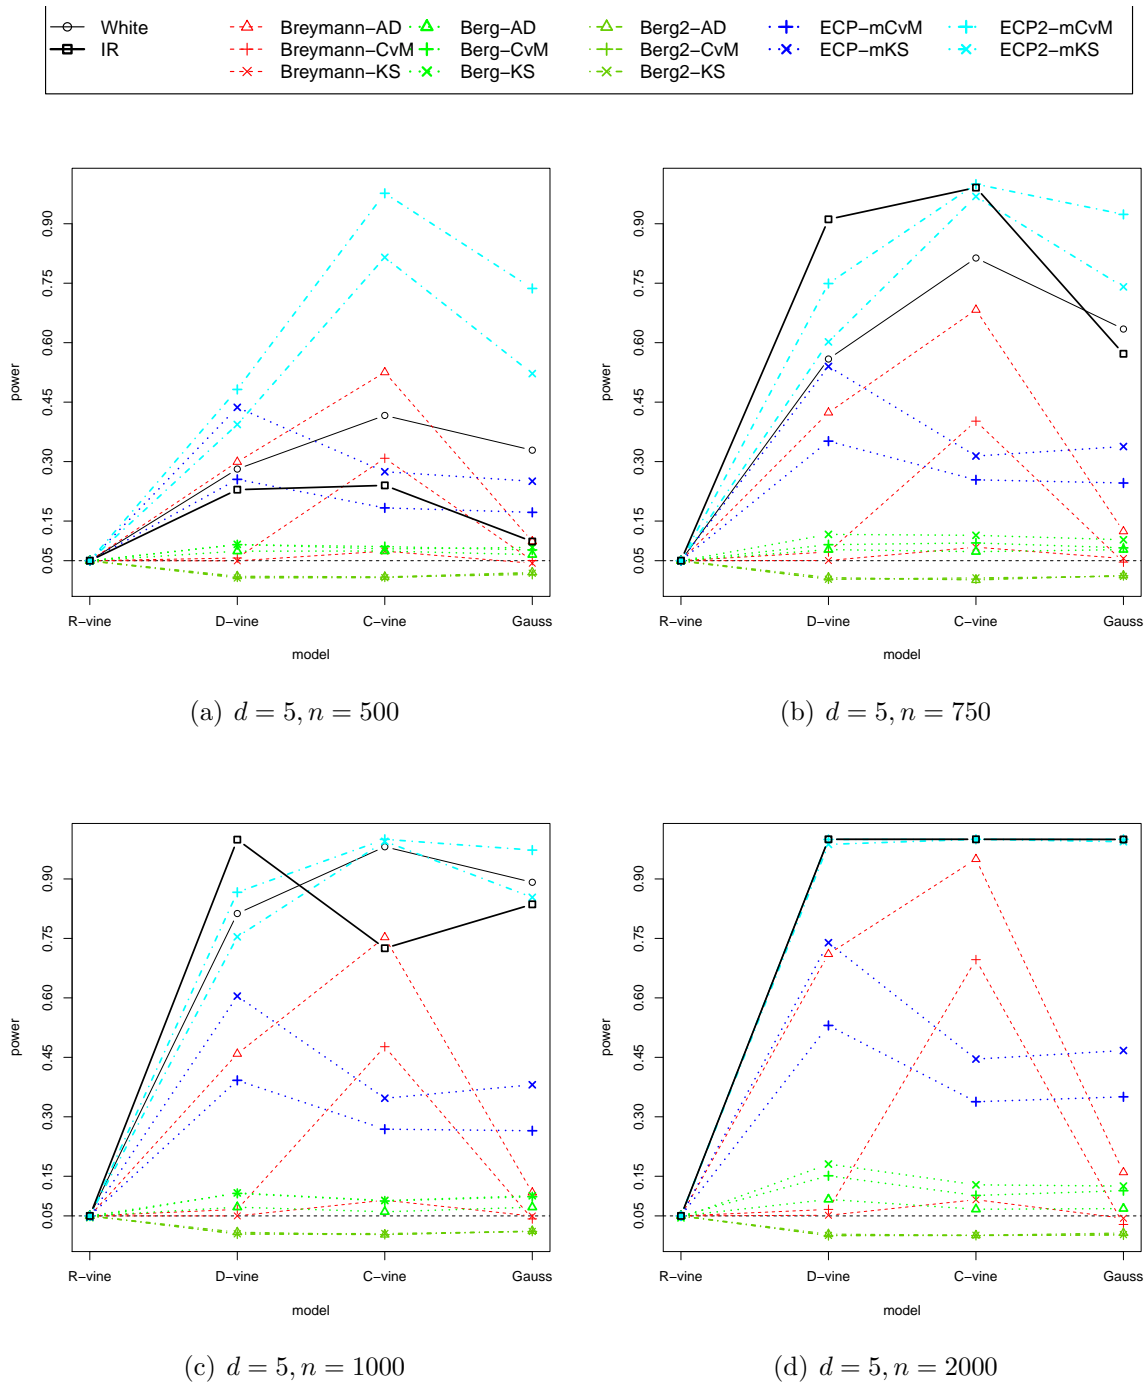 White Breymann−AD Berg−AD Berg2−AD ECP−mCvM ECP2−mCvM
IR Breymann−CvM Berg−CvM Berg2−CvM ECP−mKS ECP2−mKS
Breymann−KS Berg−KS Berg2−KS
0.90
0.75
0.60
0.45
0.30
0.15
0.05
power
R−vine D−vine C−vine Gauss
model
(a) d = 5, n = 500
0.90
0.75
0.60
0.45
0.30
0.15
0.05
power
R−vine D−vine C−vine Gauss
model
(b) d = 5, n = 750
0.90
0.75
0.60
0.45
0.30
0.15
0.05
power
R−vine D−vine C−vine Gauss
model
(c) d = 5, n = 1000
0.90
0.75
0.60
0.45
0.30
0.15
0.05
power
R−vine D−vine C−vine Gauss
model
(d) d = 5, n = 2000